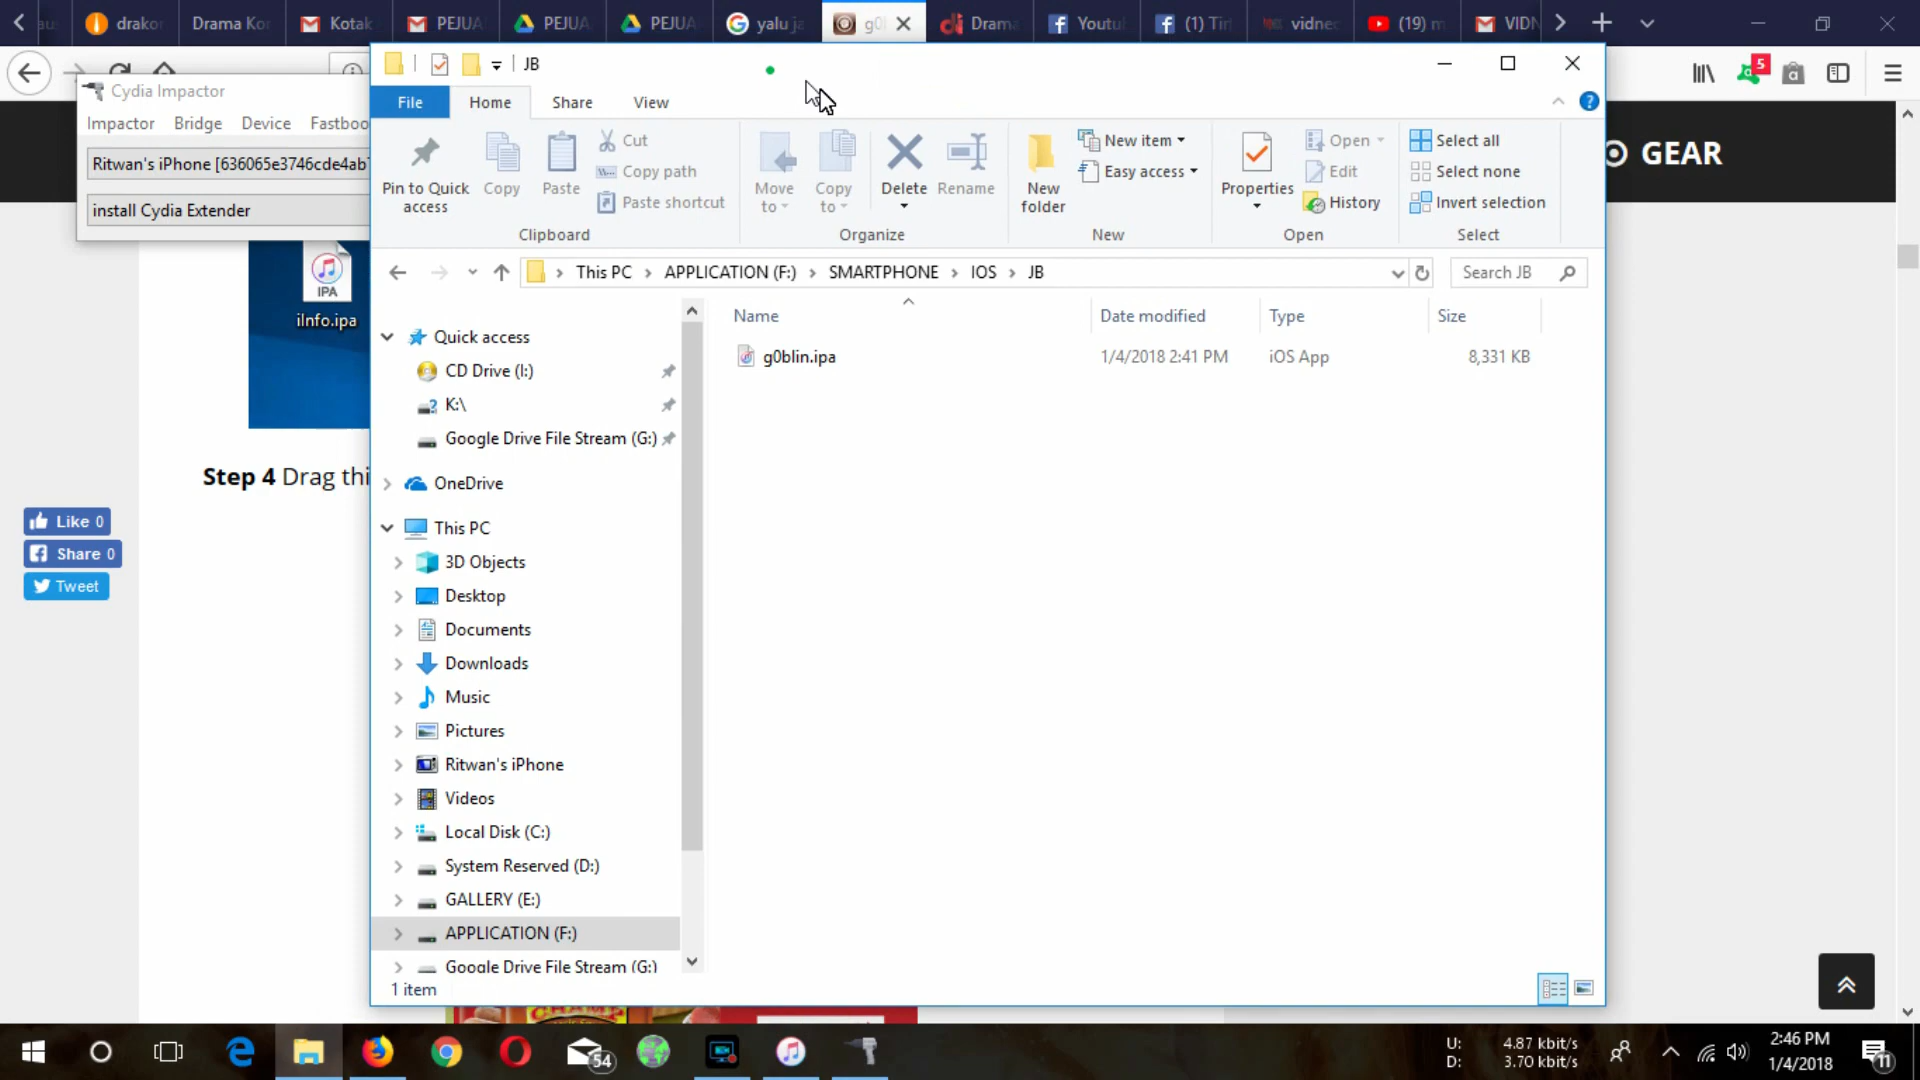 drakor
Drama Kor
Kotak
PEJUA
PEJUA
PEJUA
yalu ja
g0
Drama
Youtu
(1) Tir
vidne
(19) m
VIDN
5
JB
Cydia Impactor
Impactor Bridge Device Fastboo
Ritwan's iPhone [636065e3746cde4ab7
install Cydia Extender
File Home Share View
Pin to Quick access
Copy
Paste
Cut
Copy path
Paste shortcut
Clipboard
Move to
Copy to
Delete
Rename
Organize
New folder
New item
Easy access
New
Properties
Open
Edit
History
Open
Select all
Select none
Invert selection
Select
GEAR
This PC APPLICATION (F:) SMARTPHONE IOS JB
Search JB
Name Date modified Type Size
g0blin.ipa 1/4/2018 2:41 PM iOS App 8,331 KB
Quick access
CD Drive (I:)
K:\
Google Drive File Stream (G:)
OneDrive
This PC
3D Objects
Desktop
Documents
Downloads
Music
Pictures
Ritwan's iPhone
Videos
Local Disk (C:)
System Reserved (D:)
GALLERY (E:)
APPLICATION (F:)
Google Drive File Stream (G:)
1 item
IPA
iInfo.ipa
Step 4 Drag thi
Like 0
Share 0
Tweet
CHAMP
54
U: 4.87 kbit/s
D: 3.70 kbit/s
2:46 PM
1/4/2018
11